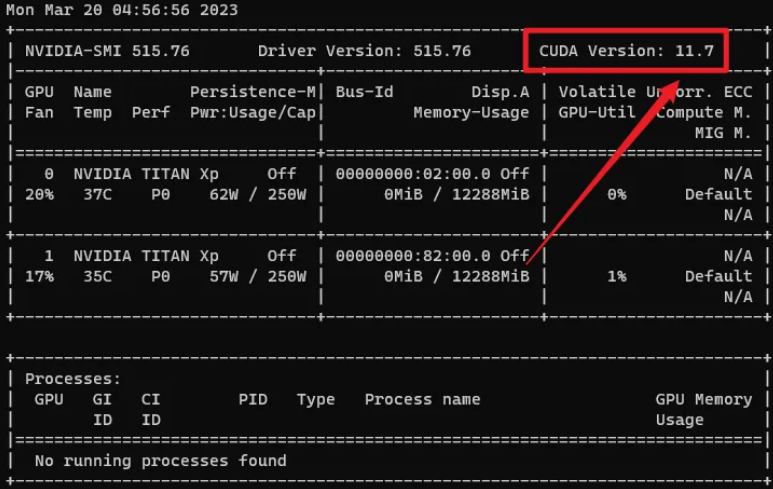 Mon Mar 20 04:56:56 2023
NVIDIA-SMI 515.76 Driver Version: 515.76 CUDA Version: 11.7
GPU Name Persistence-M| Bus-Id Disp.A | Volatile Uncorr. ECC
Fan Temp Perf Pwr:Usage/Cap| Memory-Usage | GPU-Util Compute M.
MIG M.
0 NVIDIA TITAN Xp Off | 00000000:02:00.0 Off | N/A
20% 37C P0 62W / 250W | 0MiB / 12288MiB | 0% Default
N/A
1 NVIDIA TITAN Xp Off | 00000000:82:00.0 Off | N/A
17% 35C P0 57W / 250W | 0MiB / 12288MiB | 1% Default
N/A
Processes:
GPU GI CI PID Type Process name GPU Memory
ID ID Usage
No running processes found